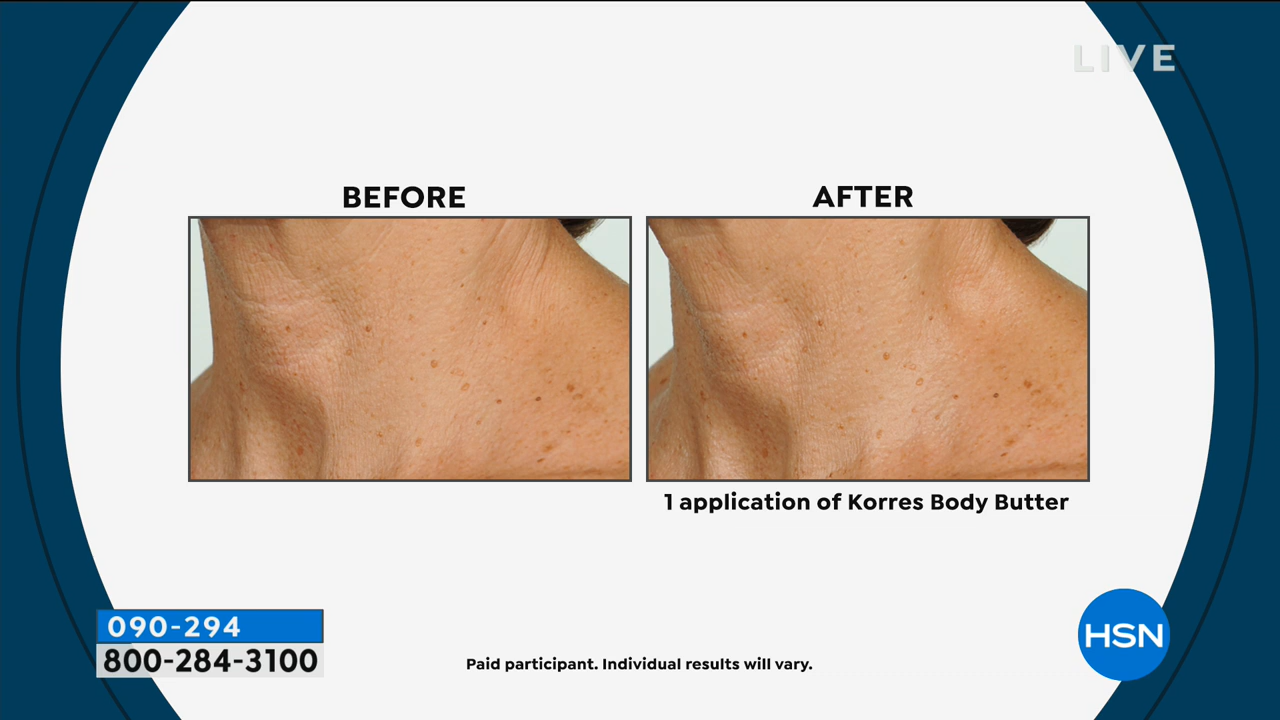 LIVE
BEFORE
AFTER
1 application of Korres Body Butter
090-294
800-284-3100
Paid participant. Individual results will vary.
HSN